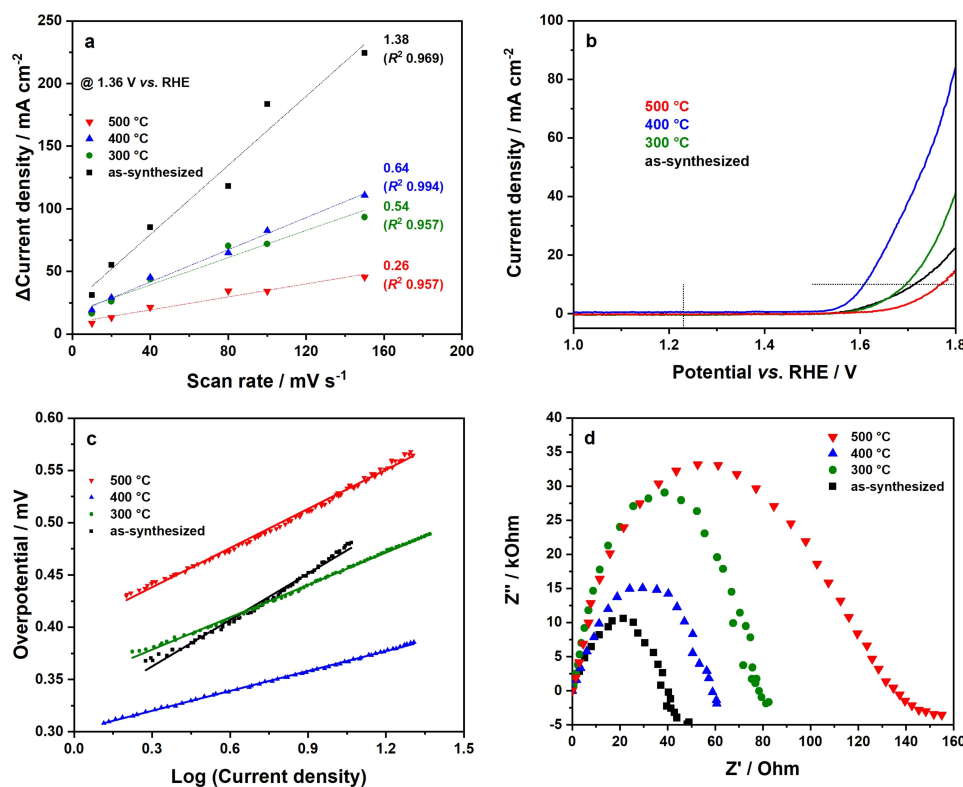 a
1.38
(R² 0.969)
@ 1.36 V vs. RHE
500 °C
400 °C
300 °C
as-synthesized
0.64
(R² 0.994)
0.54
(R² 0.957)
0.26
(R² 0.957)
250
225
200
175
150
125
100
75
50
25
0
0 40 80 120 160 200
ΔCurrent density / mA cm⁻²
Scan rate / mV s⁻¹
b
500 °C
400 °C
300 °C
as-synthesized
100
80
60
40
20
0
1.0 1.2 1.4 1.6 1.8
Current density / mA cm⁻²
Potential vs. RHE / V
c
500 °C
400 °C
300 °C
as-synthesized
0.60
0.55
0.50
0.45
0.40
0.35
0.30
0.0 0.3 0.6 0.9 1.2 1.5
Overpotential / mV
Log (Current density)
d
500 °C
400 °C
300 °C
as-synthesized
40
35
30
25
20
15
10
5
0
-5
0 20 40 60 80 100 120 140 160
Z'' / kOhm
Z' / Ohm